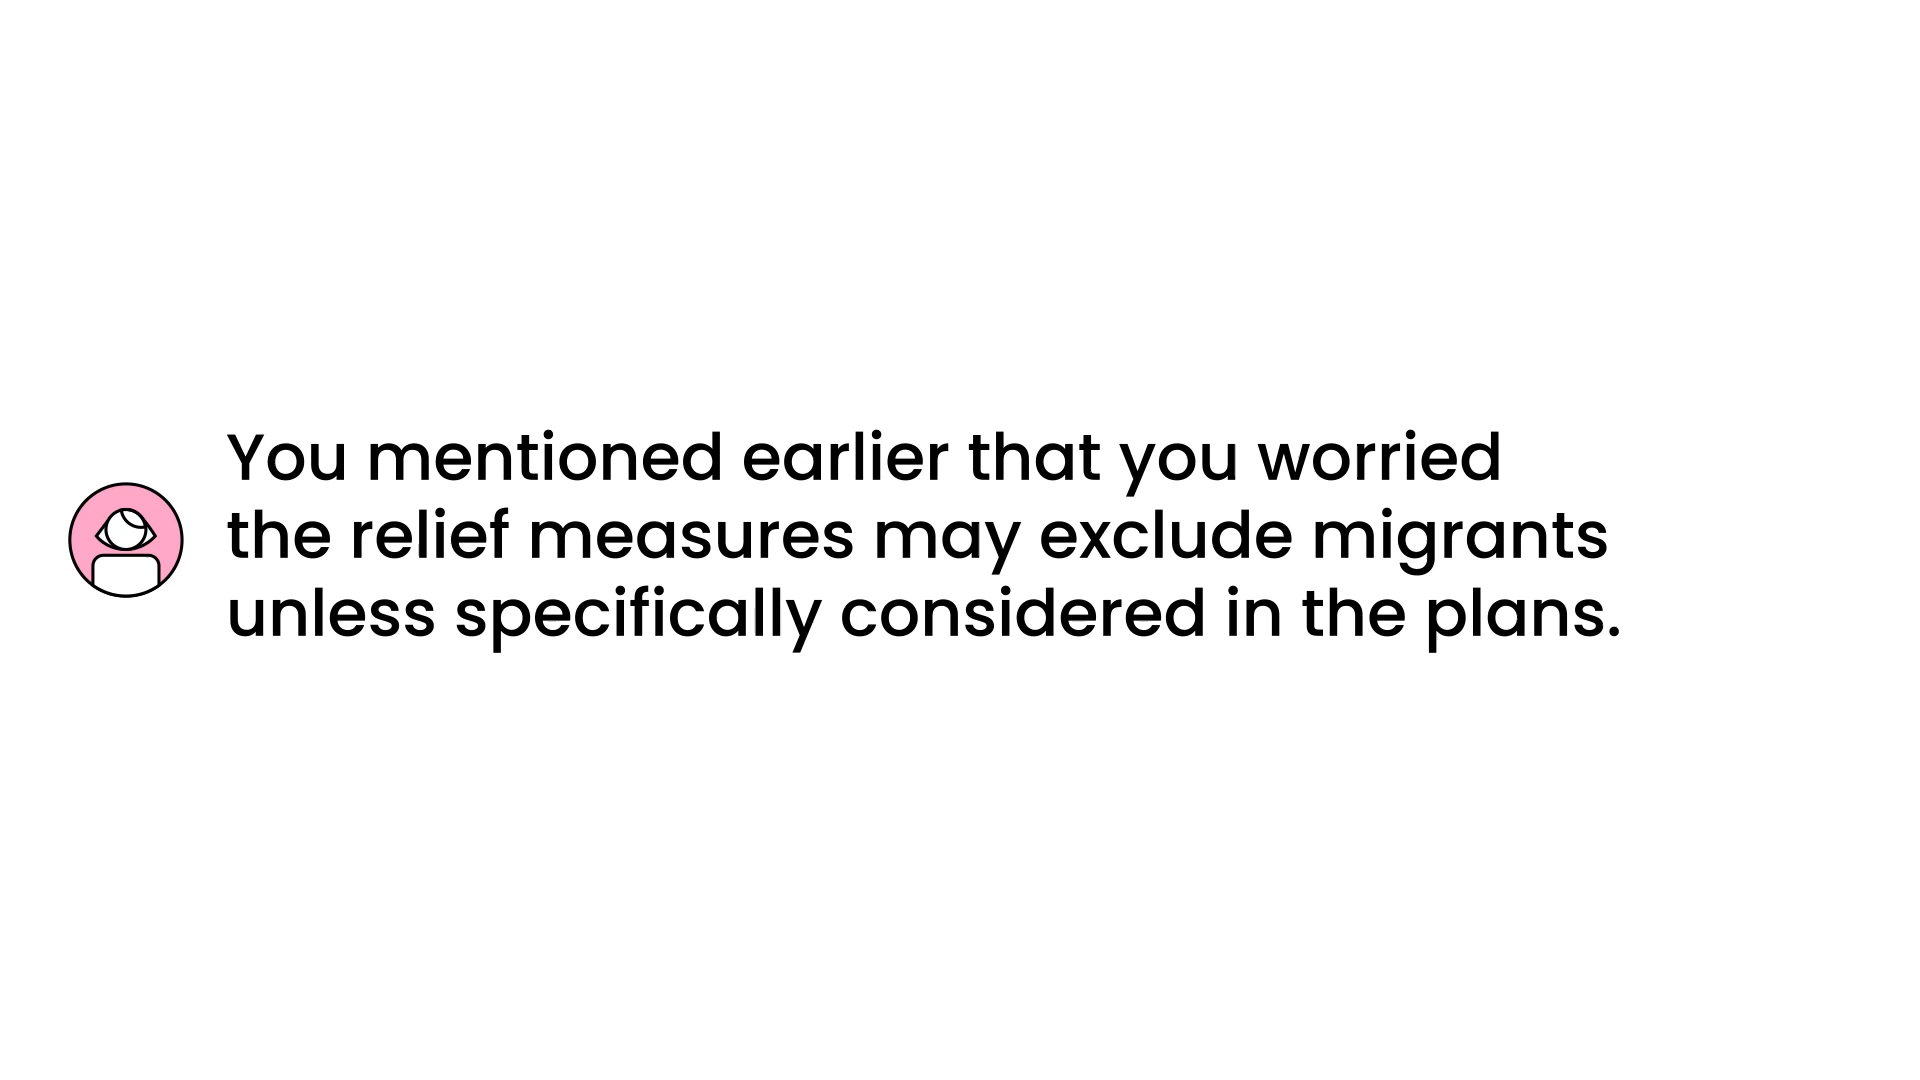 You mentioned earlier that you worried
the relief measures may exclude migrants
unless specifically considered in the plans.